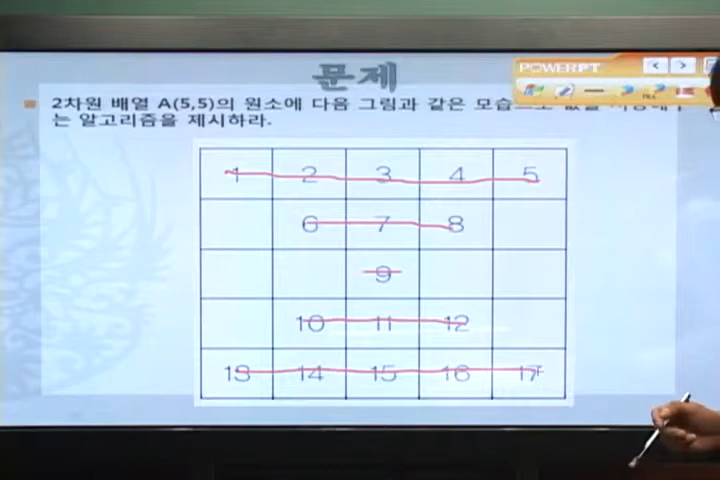 문제
POWERPT
2차원 배열 A(5,5)의 원소에 다음 그림과 같은 모습으로
는 알고리즘을 제시하라.
1 2 3 4 5
6 7 8
9
10 11 12
13 14 15 16 17